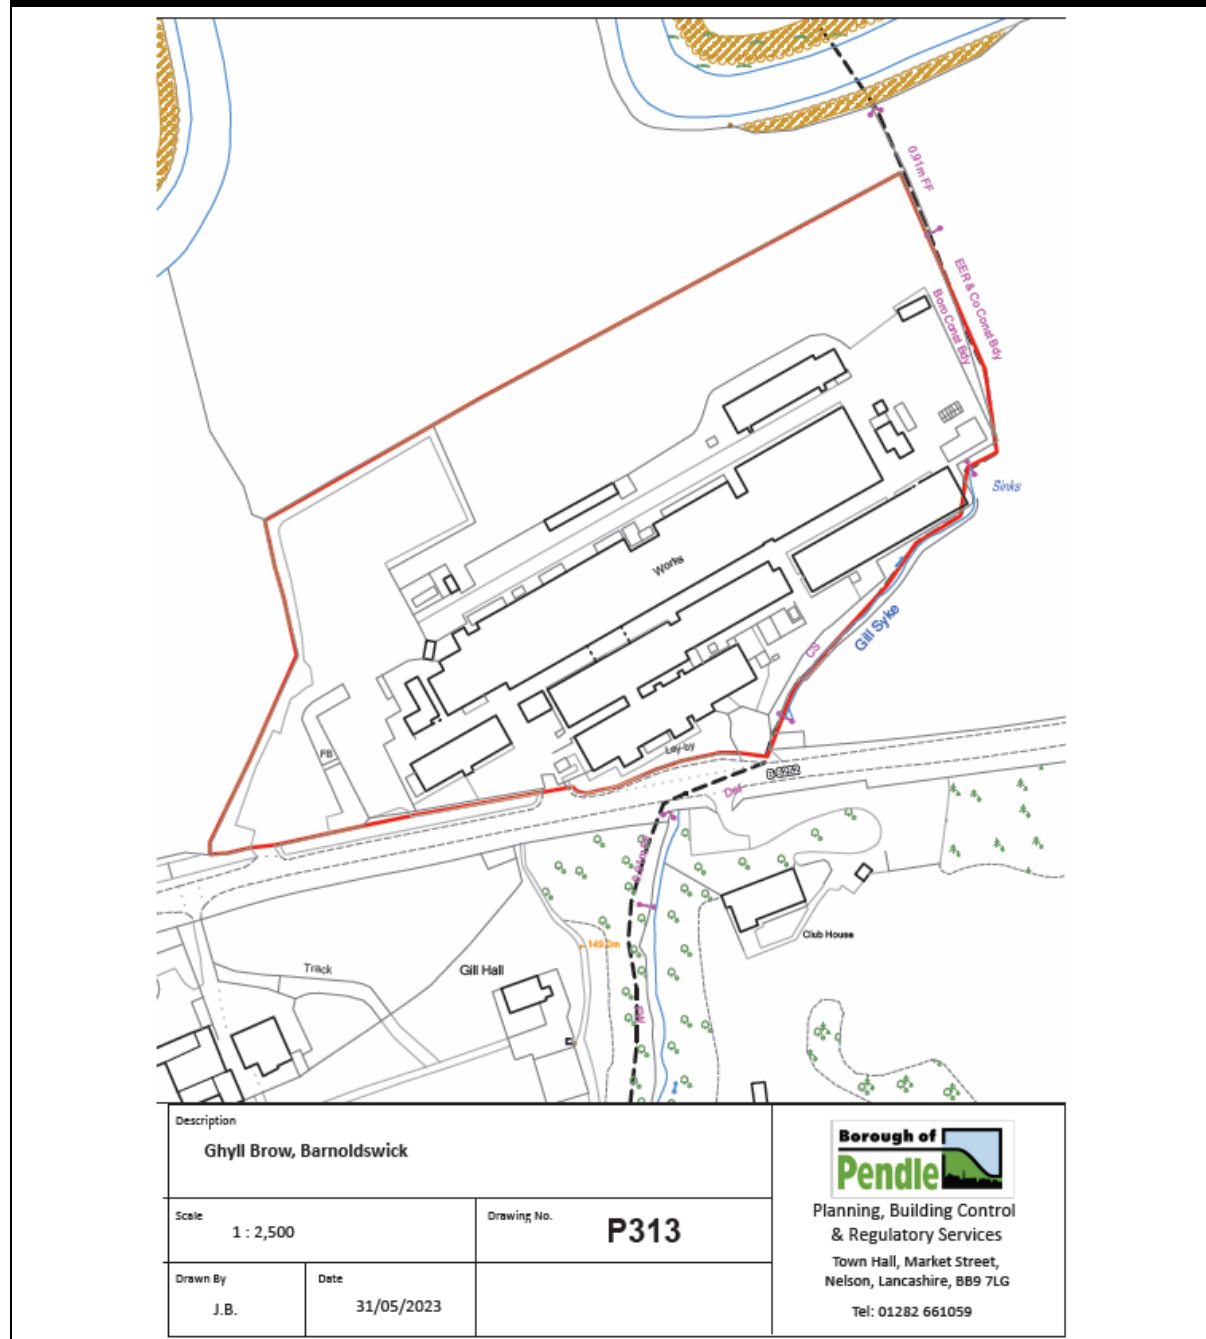 0.91m FF
EER & Co Const Bdy
Boro Const Bdy
Sinks
Works
Gill Syke
CS
FB
Lay-by
B 6252
Def
149.0m
Club House
Track
Gill Hall
Description
Ghyll Brow, Barnoldswick
Scale
1 : 2,500
Drawing No.
P313
Drawn By
J.B.
Date
31/05/2023
Borough of
Pendle
Planning, Building Control
& Regulatory Services
Town Hall, Market Street,
Nelson, Lancashire, BB9 7LG
Tel: 01282 661059